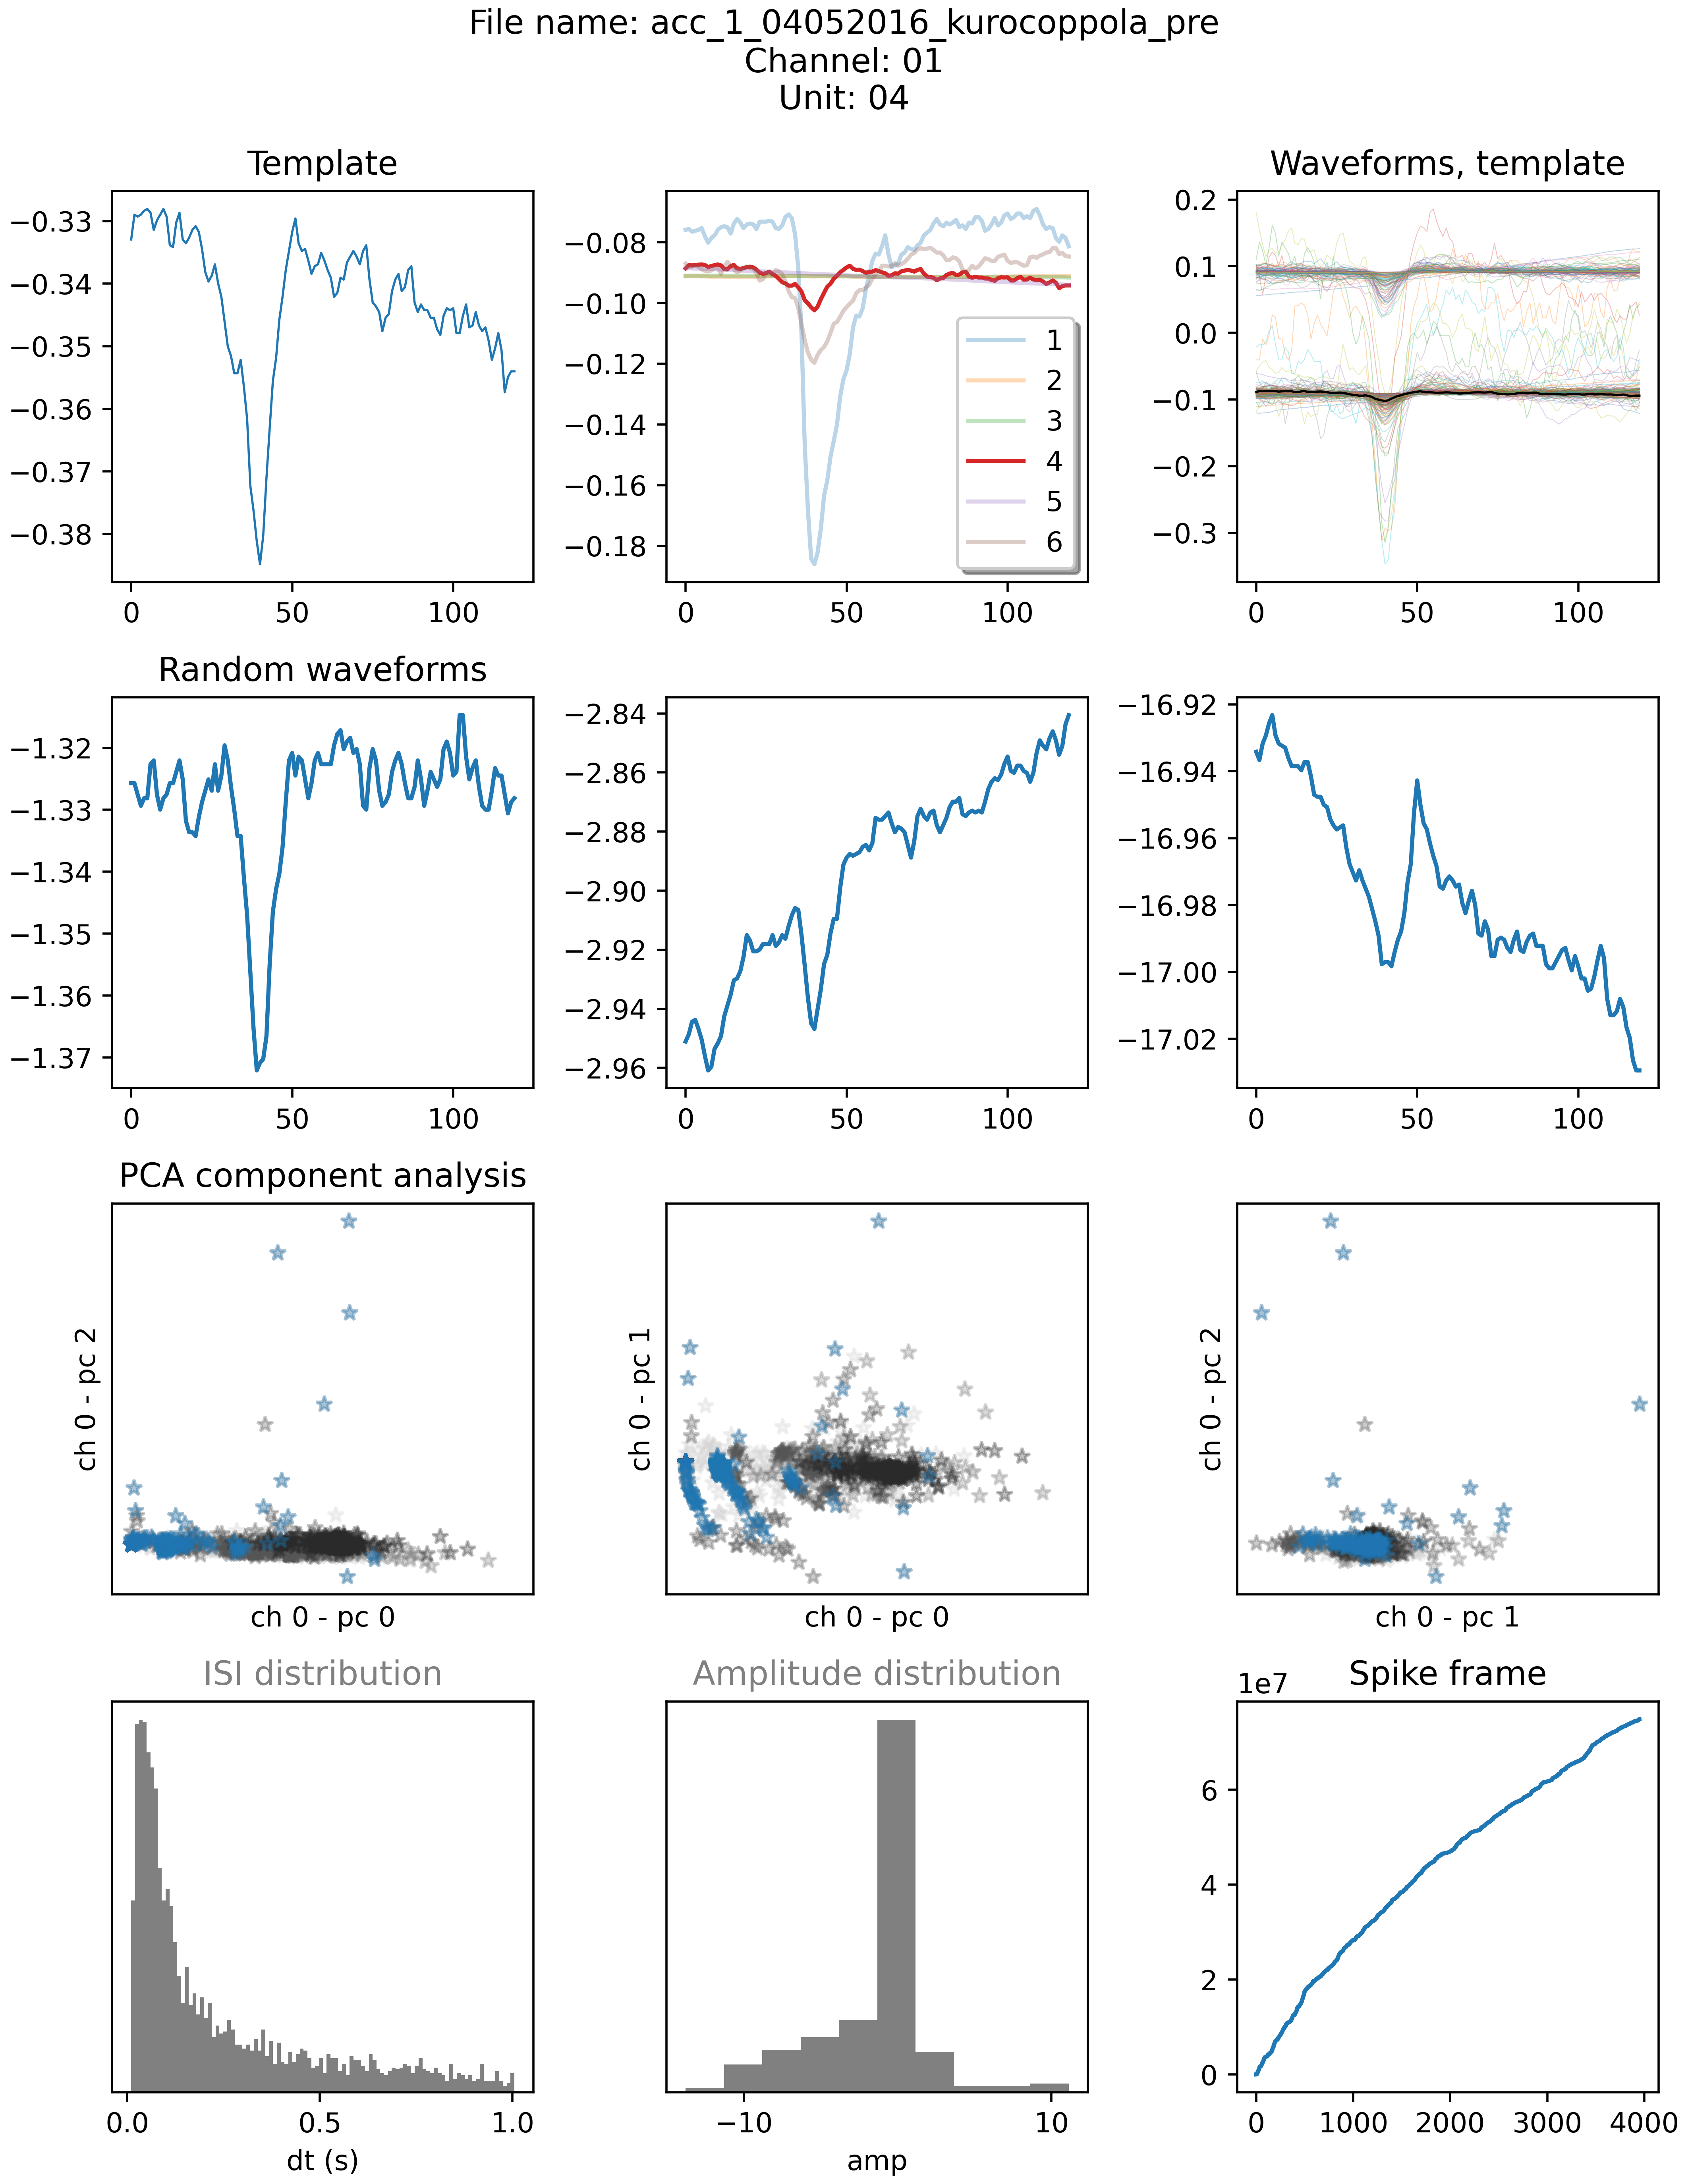 File name: acc_1_04052016_kurocoppola_pre
Channel: 01
Unit: 04
Template
Waveforms, template
−0.33
−0.34
−0.35
−0.36
−0.37
−0.38
0 50 100
−0.08
−0.10
−0.12
−0.14
−0.16
−0.18
1
2
3
4
5
6
0 50 100
0.2
0.1
0.0
−0.1
−0.2
−0.3
0 50 100
Random waveforms
−1.32
−1.33
−1.34
−1.35
−1.36
−1.37
0 50 100
−2.84
−2.86
−2.88
−2.90
−2.92
−2.94
−2.96
0 50 100
−16.92
−16.94
−16.96
−16.98
−17.00
−17.02
0 50 100
PCA component analysis
ch 0 - pc 2
ch 0 - pc 0
ch 0 - pc 1
ch 0 - pc 0
ch 0 - pc 2
ch 0 - pc 1
ISI distribution
0.0 0.5 1.0
dt (s)
Amplitude distribution
−10 10
amp
Spike frame
1e7
6
4
2
0
0 1000 2000 3000 4000